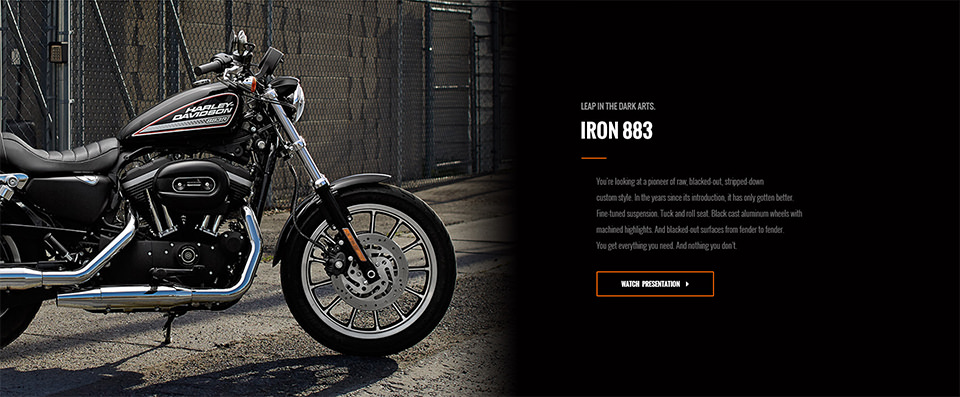 HARLEY-
DAVIDSON
LEAP IN THE DARK ARTS.
IRON 883
You're looking at a pioneer of raw, blacked-out, stripped-down
custom style. In the years since its introduction, it has only gotten better.
Fine-tuned suspension. Tuck and roll seat. Black cast aluminum wheels with
machined highlights. And blacked-out surfaces from fender to fender.
You get everything you need. And nothing you don't.
WATCH PRESENTATION